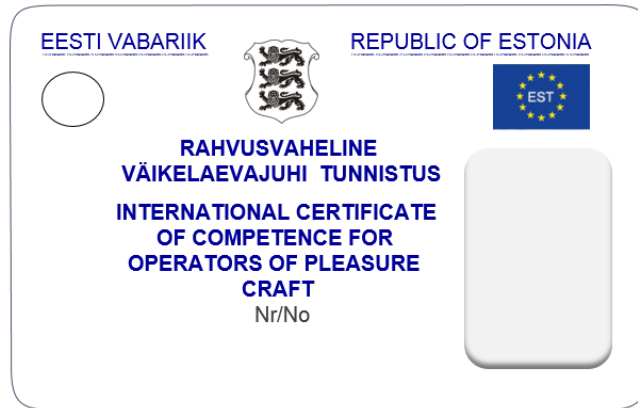 EESTI VABARIIK
REPUBLIC OF ESTONIA
EST
RAHVUSVAHELINE
VÄIKELAEVAJUHI TUNNISTUS
INTERNATIONAL CERTIFICATE
OF COMPETENCE FOR
OPERATORS OF PLEASURE
CRAFT
Nr/No